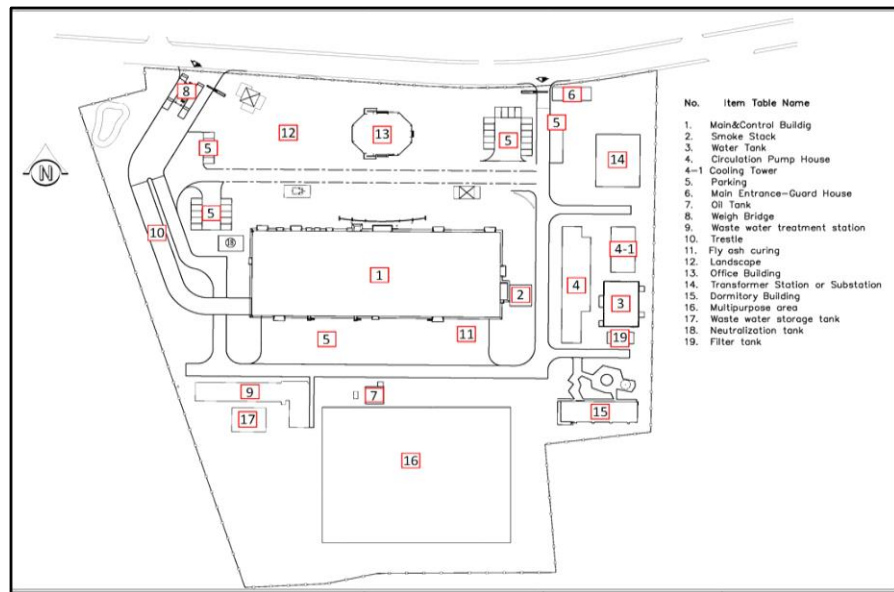 No. Item Table Name
1. Main&Control Buildig
2. Smoke Stack
3. Water Tank
4. Circulation Pump House
4-1 Cooling Tower
5. Parking
6. Main Entrance-Guard House
7. Oil Tank
8. Weigh Bridge
9. Waste water treatment station
10. Trestle
11. Fly ash curing
12. Landscape
13. Office Building
14. Transformer Station or Substation
15. Dormitory Building
16. Multipurpose area
17. Waste water storage tank
18. Neutralization tank
19. Filter tank
N
8
6
12
13
5
5
5
14
5
10
18
4-1
1
4
2
3
5
11
19
9
7
15
17
16